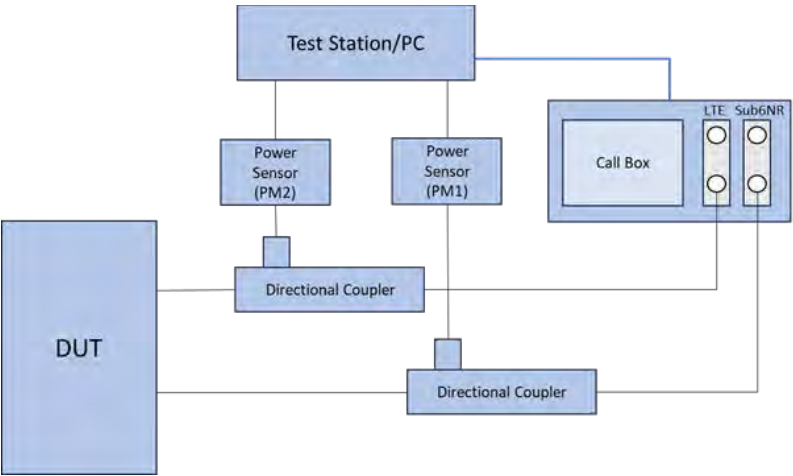 Test Station/PC
LTE Sub6NR
Power
Sensor
(PM2)
Power
Sensor
(PM1)
Call Box
Directional Coupler
DUT
Directional Coupler